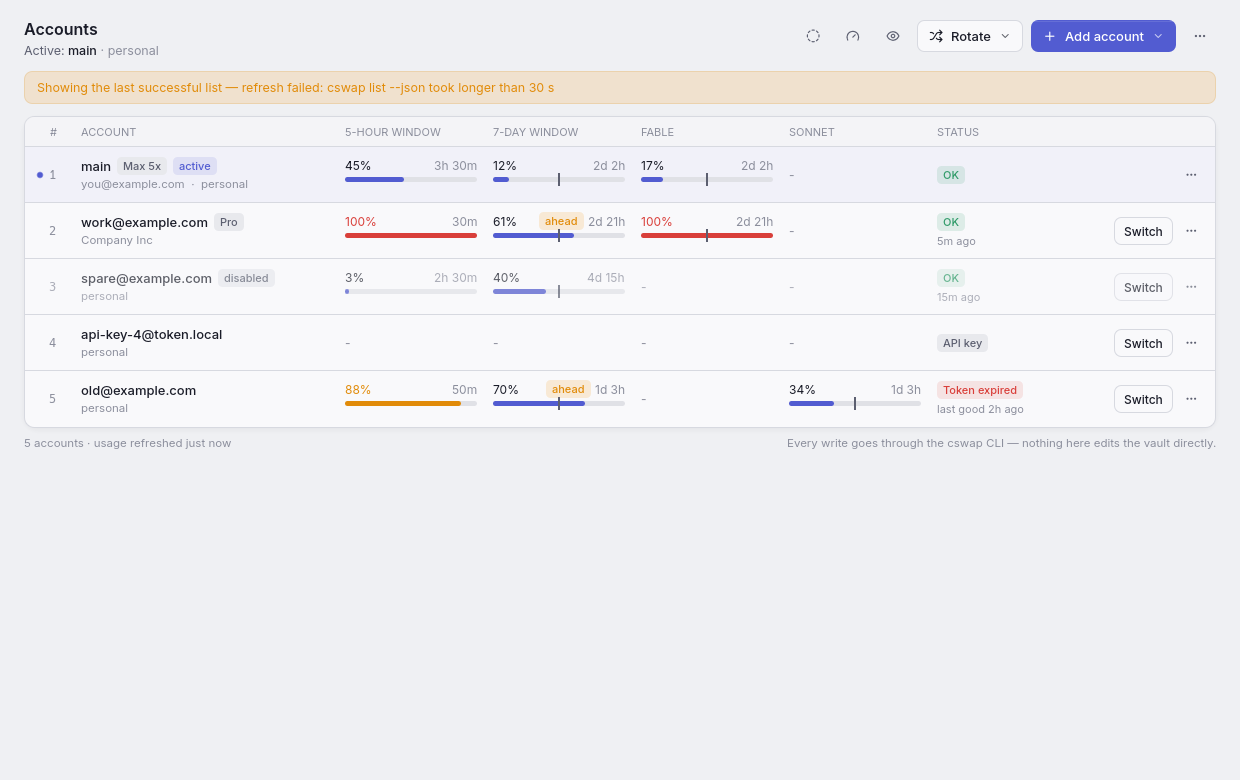 Accounts
Active: main · personal
Rotate
Add account
Showing the last successful list — refresh failed: cswap list --json took longer than 30 s
# ACCOUNT 5-HOUR WINDOW 7-DAY WINDOW FABLE SONNET STATUS
1 main Max 5x active 45% 3h 30m 12% 2d 2h 17% 2d 2h - OK
you@example.com · personal
2 work@example.com Pro 100% 30m 61% ahead 2d 21h 100% 2d 21h - OK Switch
Company Inc 5m ago
3 spare@example.com disabled 3% 2h 30m 40% 4d 15h - - OK Switch
personal 15m ago
4 api-key-4@token.local - - - - API key Switch
personal
5 old@example.com 88% 50m 70% ahead 1d 3h - 34% 1d 3h Token expired Switch
personal last good 2h ago
5 accounts · usage refreshed just now
Every write goes through the cswap CLI — nothing here edits the vault directly.